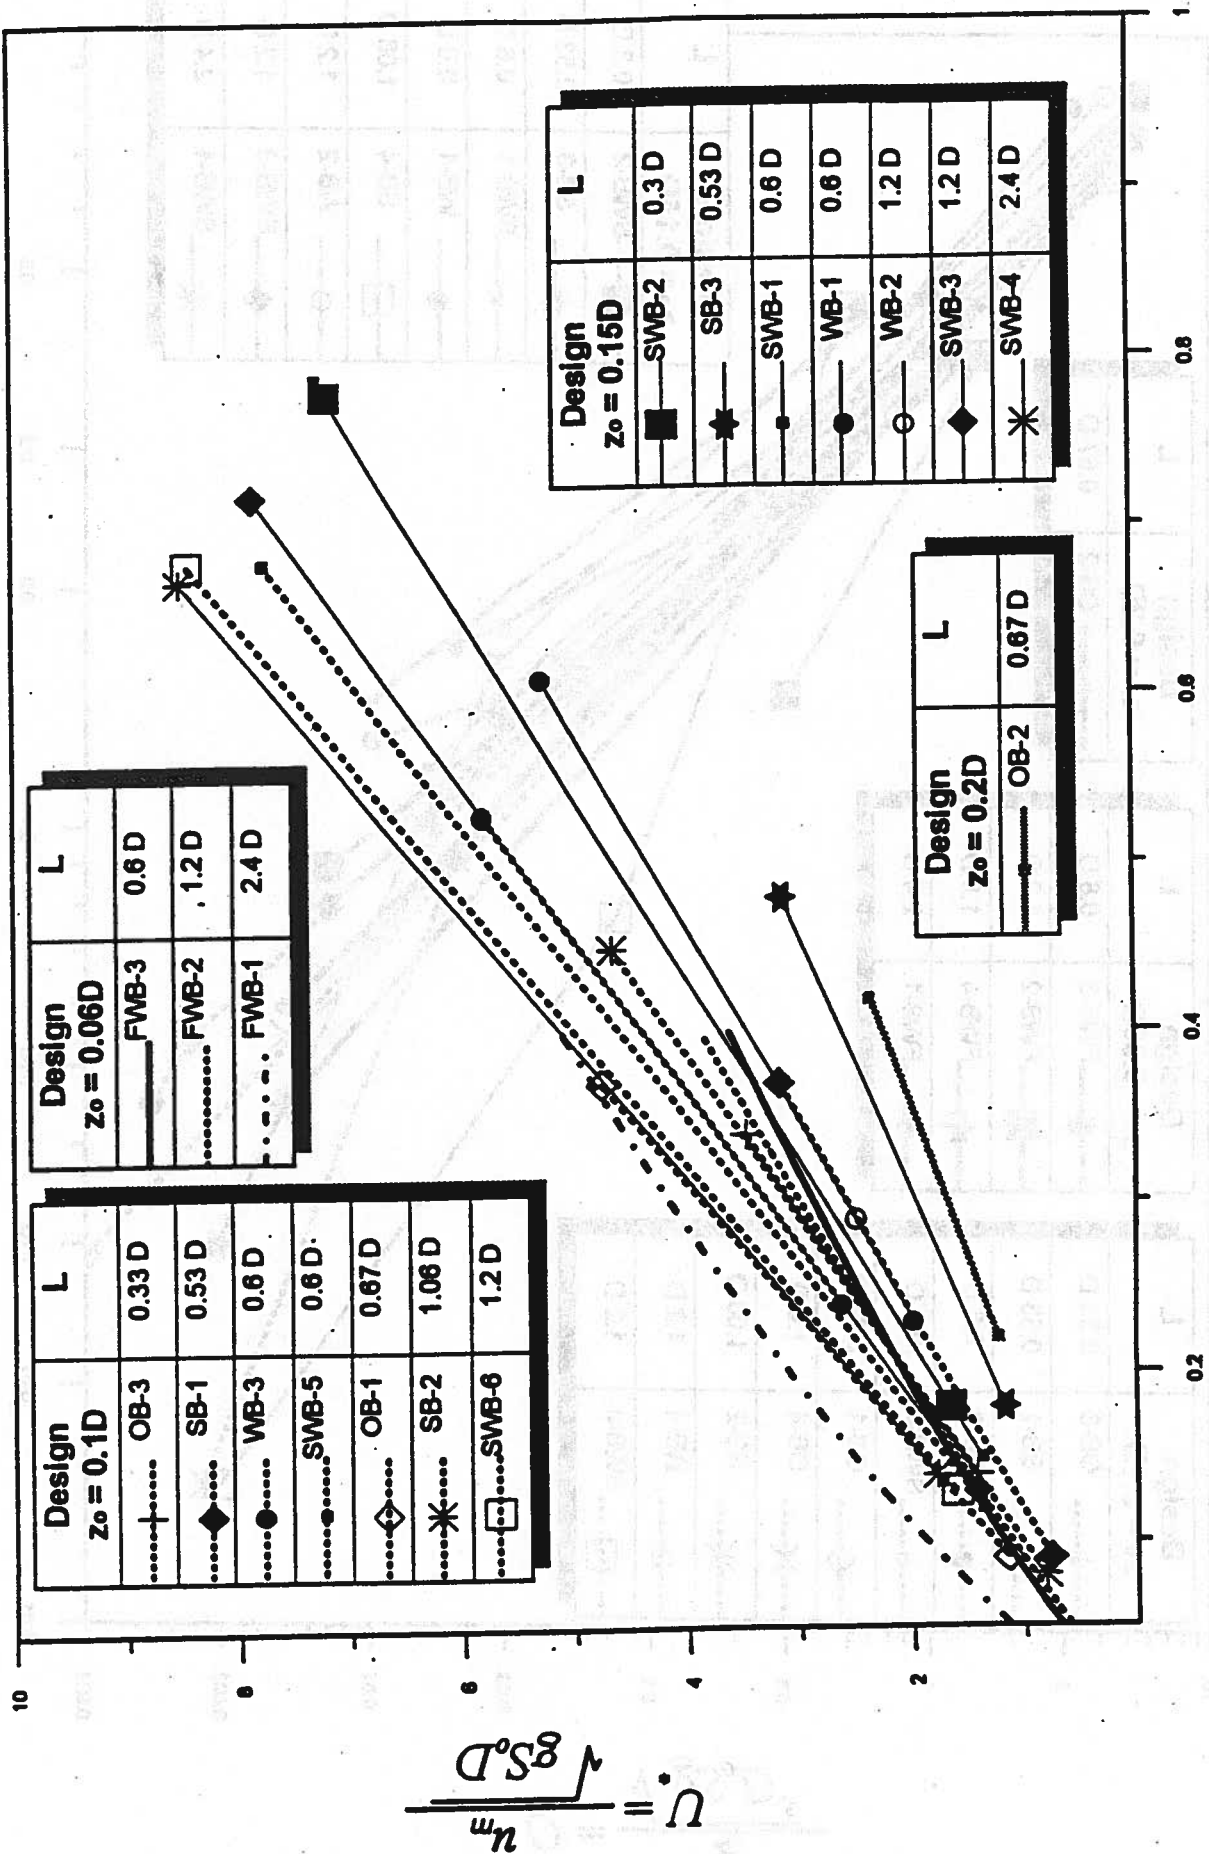 10
8
6
4
2
0.2
0.4
0.6
0.8
1
U* = u_m / √gS₀D
Design z₀ = 0.1D | L
OB-3 | 0.33 D
SB-1 | 0.53 D
WB-3 | 0.6 D
SWB-5 | 0.6 D
OB-1 | 0.67 D
SB-2 | 1.06 D
SWB-6 | 1.2 D
Design z₀ = 0.06D | L
FWB-3 | 0.6 D
FWB-2 | 1.2 D
FWB-1 | 2.4 D
Design z₀ = 0.2D | L
OB-2 | 0.67 D
Design z₀ = 0.15D | L
SWB-2 | 0.3 D
SB-3 | 0.53 D
SWB-1 | 0.6 D
WB-1 | 0.6 D
WB-2 | 1.2 D
SWB-3 | 1.2 D
SWB-4 | 2.4 D